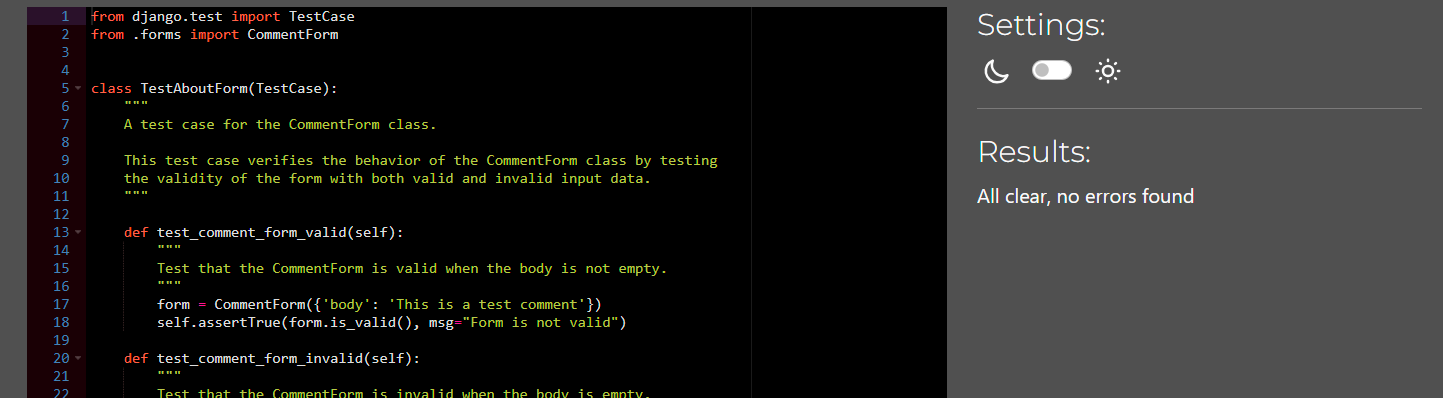 1 from django.test import TestCase
2 from .forms import CommentForm
3
4
5 class TestAboutForm(TestCase):
6     """
7     A test case for the CommentForm class.
8
9     This test case verifies the behavior of the CommentForm class by testing
10     the validity of the form with both valid and invalid input data.
11     """
12
13     def test_comment_form_valid(self):
14         """
15         Test that the CommentForm is valid when the body is not empty.
16         """
17         form = CommentForm({'body': 'This is a test comment'})
18         self.assertTrue(form.is_valid(), msg="Form is not valid")
19
20     def test_comment_form_invalid(self):
21         """
22         Test that the CommentForm is invalid when the body is empty.
Settings:
Results:
All clear, no errors found